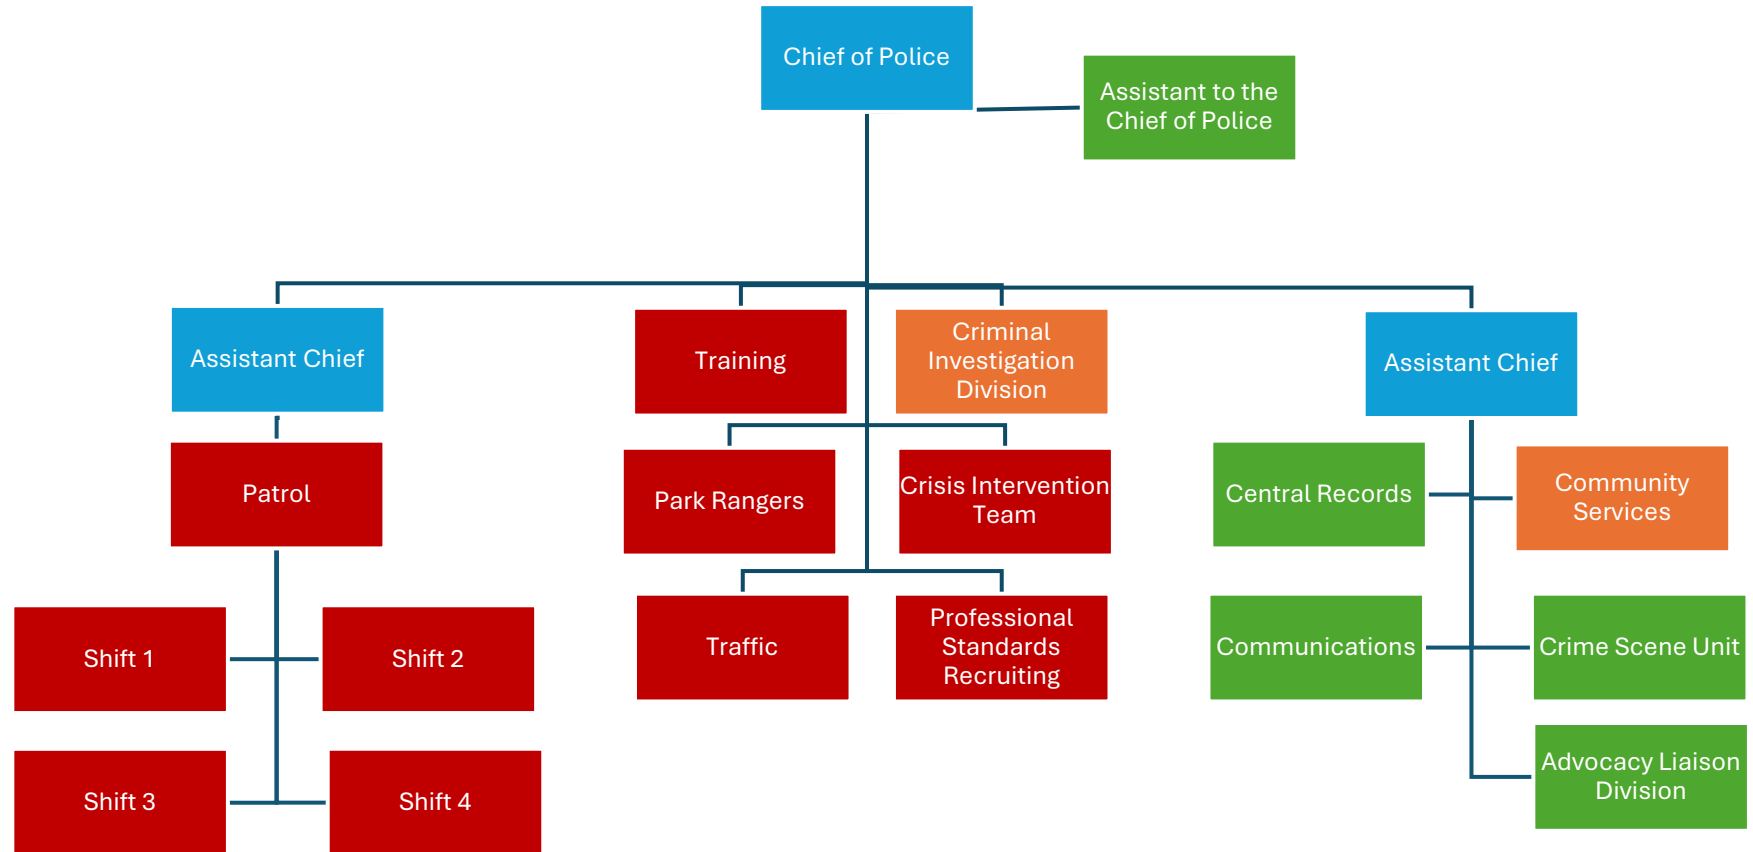 Chief of Police
Assistant to the
Chief of Police
Assistant Chief
Training
Criminal
Investigation
Division
Assistant Chief
Patrol
Park Rangers
Crisis Intervention
Team
Central Records
Community
Services
Shift 1
Shift 2
Traffic
Professional
Standards
Recruiting
Communications
Crime Scene Unit
Shift 3
Shift 4
Advocacy Liaison
Division